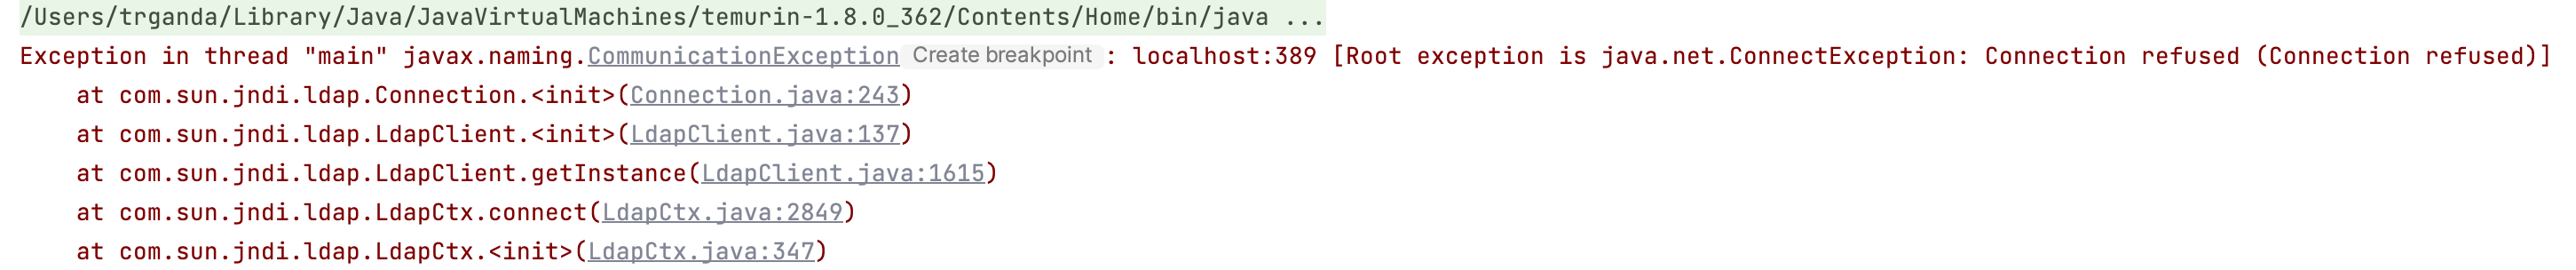 /Users/trganda/Library/Java/JavaVirtualMachines/temurin-1.8.0_362/Contents/Home/bin/java ...
Exception in thread "main" javax.naming.CommunicationException Create breakpoint : localhost:389 [Root exception is java.net.ConnectException: Connection refused (Connection refused)]
    at com.sun.jndi.ldap.Connection.<init>(Connection.java:243)
    at com.sun.jndi.ldap.LdapClient.<init>(LdapClient.java:137)
    at com.sun.jndi.ldap.LdapClient.getInstance(LdapClient.java:1615)
    at com.sun.jndi.ldap.LdapCtx.connect(LdapCtx.java:2849)
    at com.sun.jndi.ldap.LdapCtx.<init>(LdapCtx.java:347)